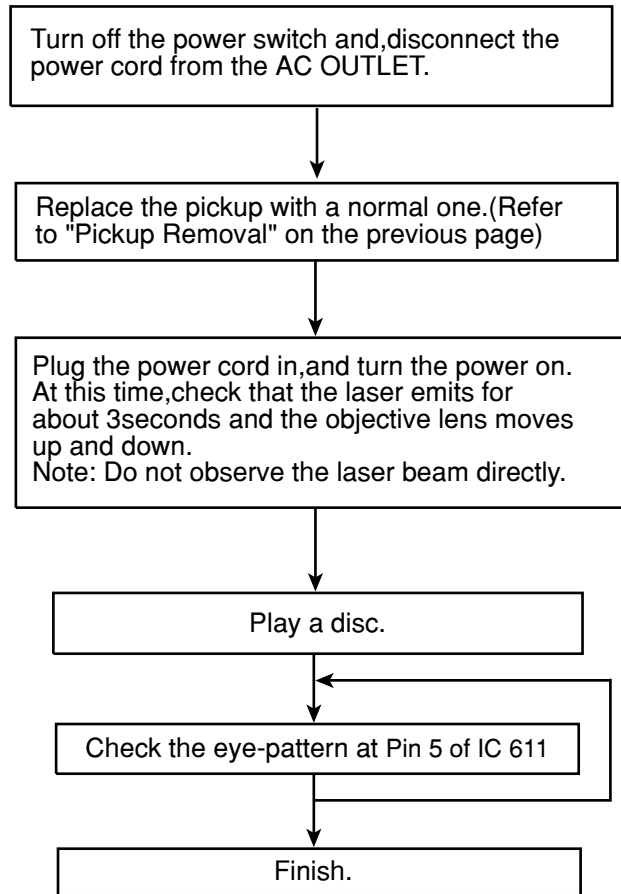 Turn off the power switch and,disconnect the
power cord from the AC OUTLET.
Replace the pickup with a normal one.(Refer
to "Pickup Removal" on the previous page)
Plug the power cord in,and turn the power on.
At this time,check that the laser emits for
about 3seconds and the objective lens moves
up and down.
Note: Do not observe the laser beam directly.
Play a disc.
Check the eye-pattern at Pin 5 of IC 611
Finish.